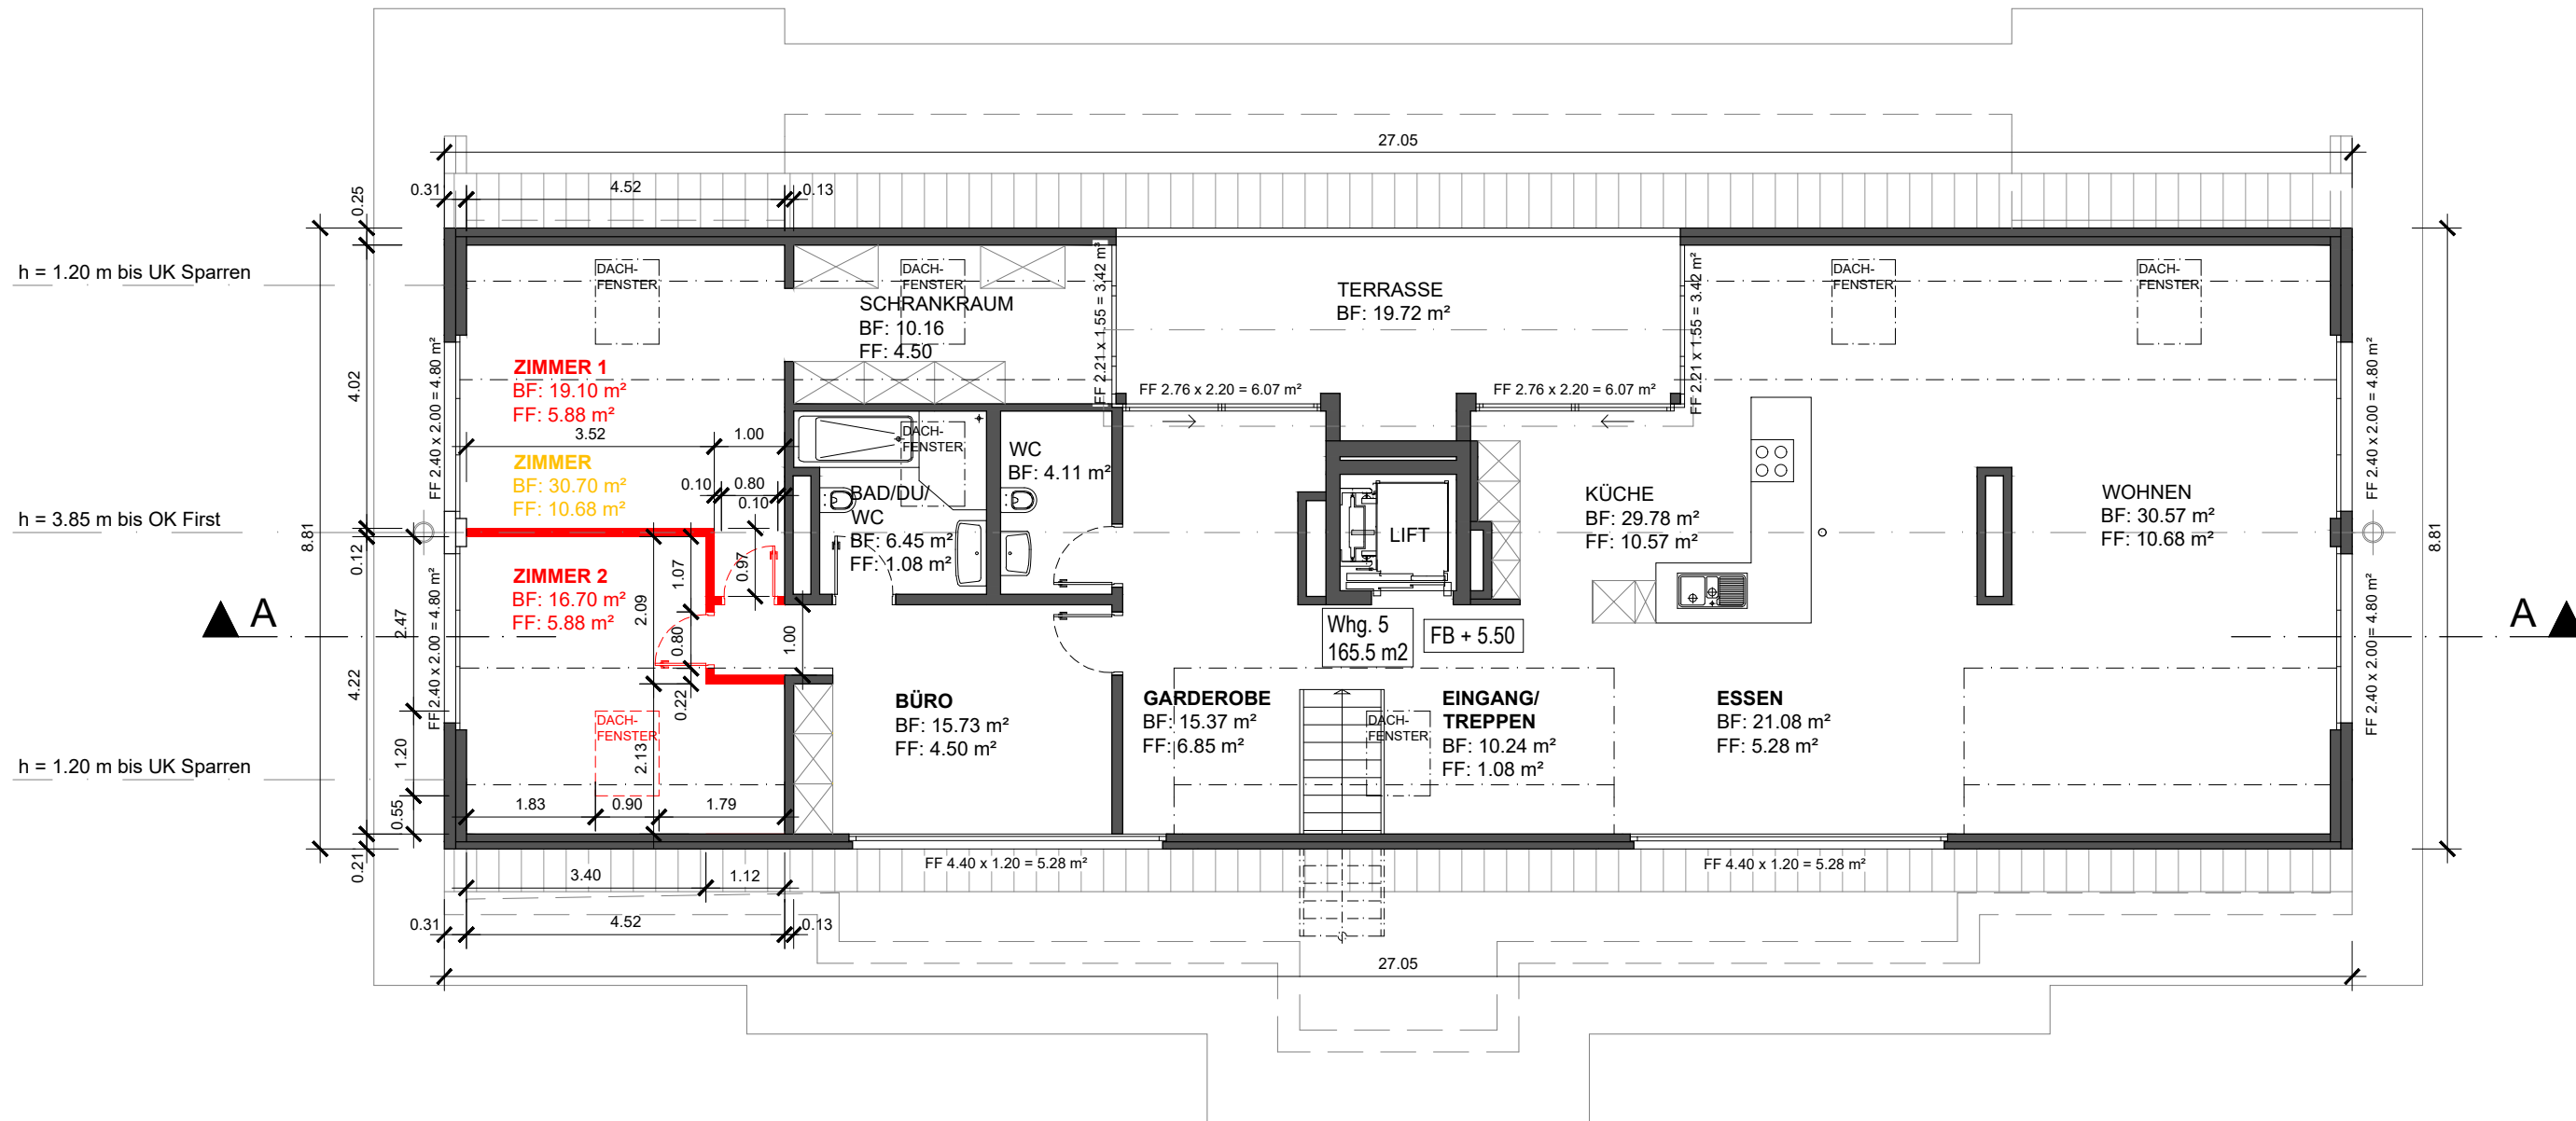 27.05
0.31
4.52
0.13
0.25
h = 1.20 m bis UK Sparren
DACH-
FENSTER
DACH-
FENSTER
SCHRANKRAUM
BF: 10.16
FF: 4.50
FF 2.21 x 1.55 = 3.42 m³
TERRASSE
BF: 19.72 m²
FF 2.21 x 1.55 = 3.42 m²
DACH-
FENSTER
DACH-
FENSTER
4.02
FF 2.40 x 2.00 = 4.80 m²
ZIMMER 1
BF: 19.10 m²
FF: 5.88 m²
FF 2.76 x 2.20 = 6.07 m²
FF 2.76 x 2.20 = 6.07 m²
FF 2.40 x 2.00 = 4.80 m²
3.52
1.00
DACH-
FENSTER
WC
BF: 4.11 m²
ZIMMER
BF: 30.70 m²
FF: 10.68 m²
0.10
0.80
0.10
BAD/DU/
WC
BF: 6.45 m²
FF: 1.08 m²
KÜCHE
BF: 29.78 m²
FF: 10.57 m²
WOHNEN
BF: 30.57 m²
FF: 10.68 m²
LIFT
h = 3.85 m bis OK First
8.81
0.12
8.81
1.07
0.97
ZIMMER 2
BF: 16.70 m²
FF: 5.88 m²
2.47
2.09
0.80
1.00
FF 2.40 x 2.00 = 4.80 m²
A
Whg. 5
165.5 m2
FB + 5.50
FF 2.40 x 2.00 = 4.80 m²
A
4.22
0.22
DACH-
FENSTER
2.13
BÜRO
BF: 15.73 m²
FF: 4.50 m²
GARDEROBE
BF: 15.37 m²
FF: 6.85 m²
DACH-
FENSTER
EINGANG/
TREPPEN
BF: 10.24 m²
FF: 1.08 m²
ESSEN
BF: 21.08 m²
FF: 5.28 m²
h = 1.20 m bis UK Sparren
1.20
0.55
1.83
0.90
1.79
0.21
FF 4.40 x 1.20 = 5.28 m²
FF 4.40 x 1.20 = 5.28 m²
3.40
1.12
0.31
4.52
0.13
27.05